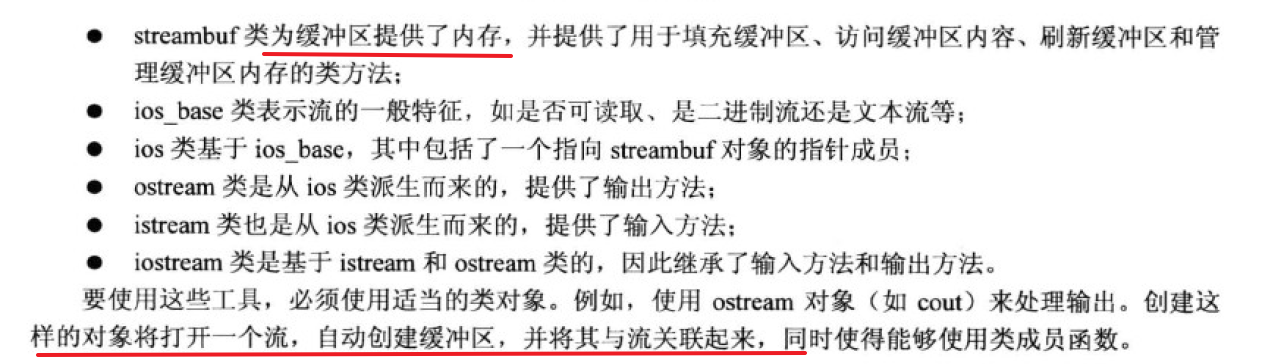 ● streambuf 类为缓冲区提供了内存，并提供了用于填充缓冲区、访问缓冲区内容、刷新缓冲区和管
理缓冲区内存的类方法；
● ios_base 类表示流的一般特征，如是否可读取、是二进制流还是文本流等；
● ios 类基于 ios_base，其中包括了一个指向 streambuf 对象的指针成员；
● ostream 类是从 ios 类派生而来的，提供了输出方法；
● istream 类也是从 ios 类派生而来的，提供了输入方法；
● iostream 类是基于 istream 和 ostream 类的，因此继承了输入方法和输出方法。
要使用这些工具，必须使用适当的类对象。例如，使用 ostream 对象（如 cout）来处理输出。创建这
样的对象将打开一个流，自动创建缓冲区，并将其与流关联起来，同时使得能够使用类成员函数。